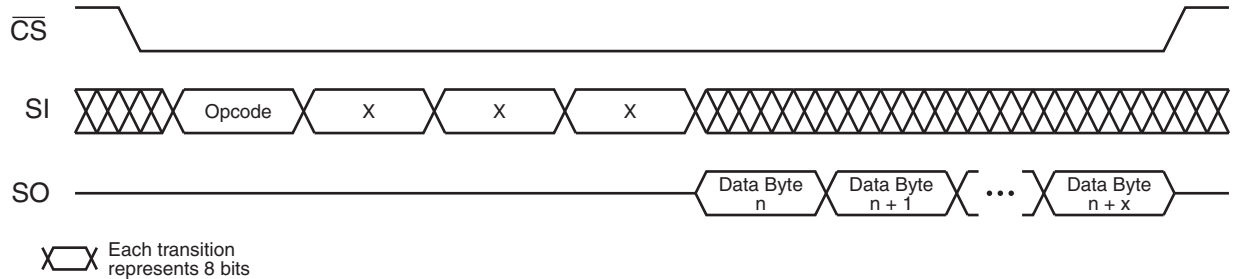 CS
SI
Opcode
X
X
X
SO
Data Byte
n
Data Byte
n + 1
•••
Data Byte
n + x
Each transition
represents 8 bits